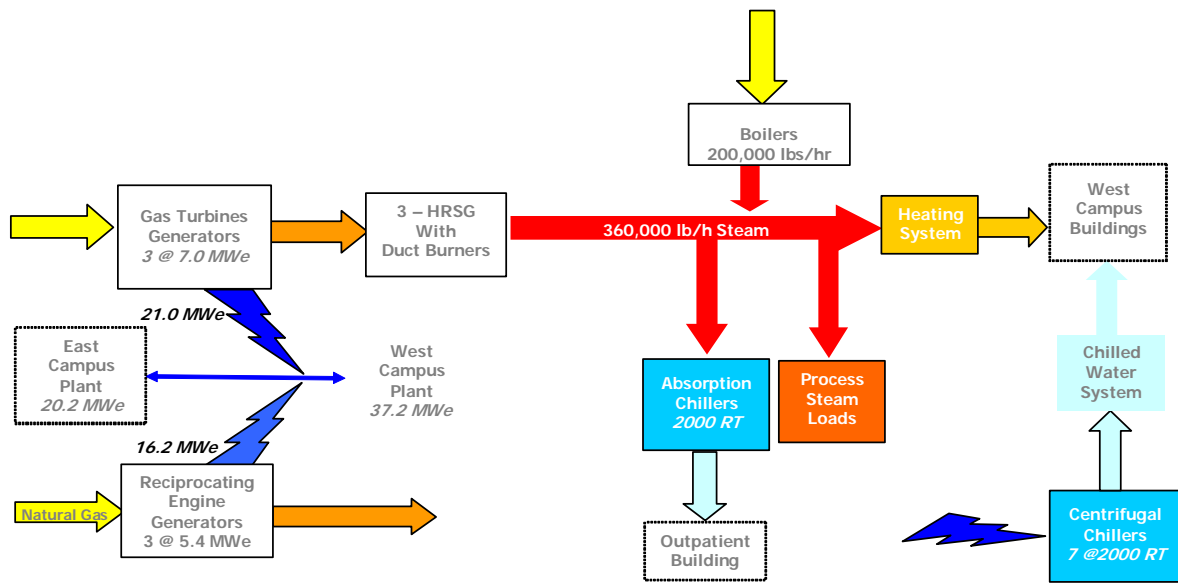 Boilers
200,000 lbs/hr
Gas Turbines
Generators
3 @ 7.0 MWe
3 – HRSG
With
Duct Burners
360,000 lb/h Steam
Heating
System
West
Campus
Buildings
21.0 MWe
East
Campus
Plant
20.2 MWe
West
Campus
Plant
37.2 MWe
Absorption
Chillers
2000 RT
Process
Steam
Loads
Chilled
Water
System
16.2 MWe
Natural Gas
Reciprocating
Engine
Generators
3 @ 5.4 MWe
Outpatient
Building
Centrifugal
Chillers
7 @2000 RT